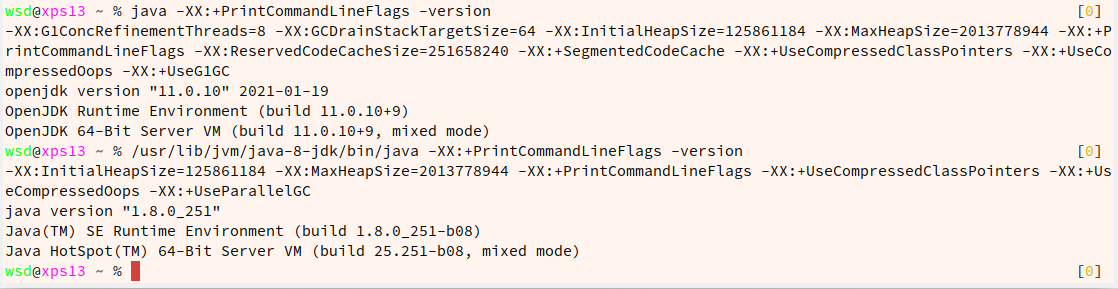 wsd@xps13 ~ % java -XX:+PrintCommandLineFlags -version [0]
-XX:G1ConcRefinementThreads=8 -XX:GCDrainStackTargetSize=64 -XX:InitialHeapSize=125861184 -XX:MaxHeapSize=2013778944 -XX:+P
rintCommandLineFlags -XX:ReservedCodeCacheSize=251658240 -XX:+SegmentedCodeCache -XX:+UseCompressedClassPointers -XX:+UseCo
mpressedOops -XX:+UseG1GC
openjdk version "11.0.10" 2021-01-19
OpenJDK Runtime Environment (build 11.0.10+9)
OpenJDK 64-Bit Server VM (build 11.0.10+9, mixed mode)
wsd@xps13 ~ % /usr/lib/jvm/java-8-jdk/bin/java -XX:+PrintCommandLineFlags -version [0]
-XX:InitialHeapSize=125861184 -XX:MaxHeapSize=2013778944 -XX:+PrintCommandLineFlags -XX:+UseCompressedClassPointers -XX:+Us
eCompressedOops -XX:+UseParallelGC
java version "1.8.0_251"
Java(TM) SE Runtime Environment (build 1.8.0_251-b08)
Java HotSpot(TM) 64-Bit Server VM (build 25.251-b08, mixed mode)
wsd@xps13 ~ % [0]